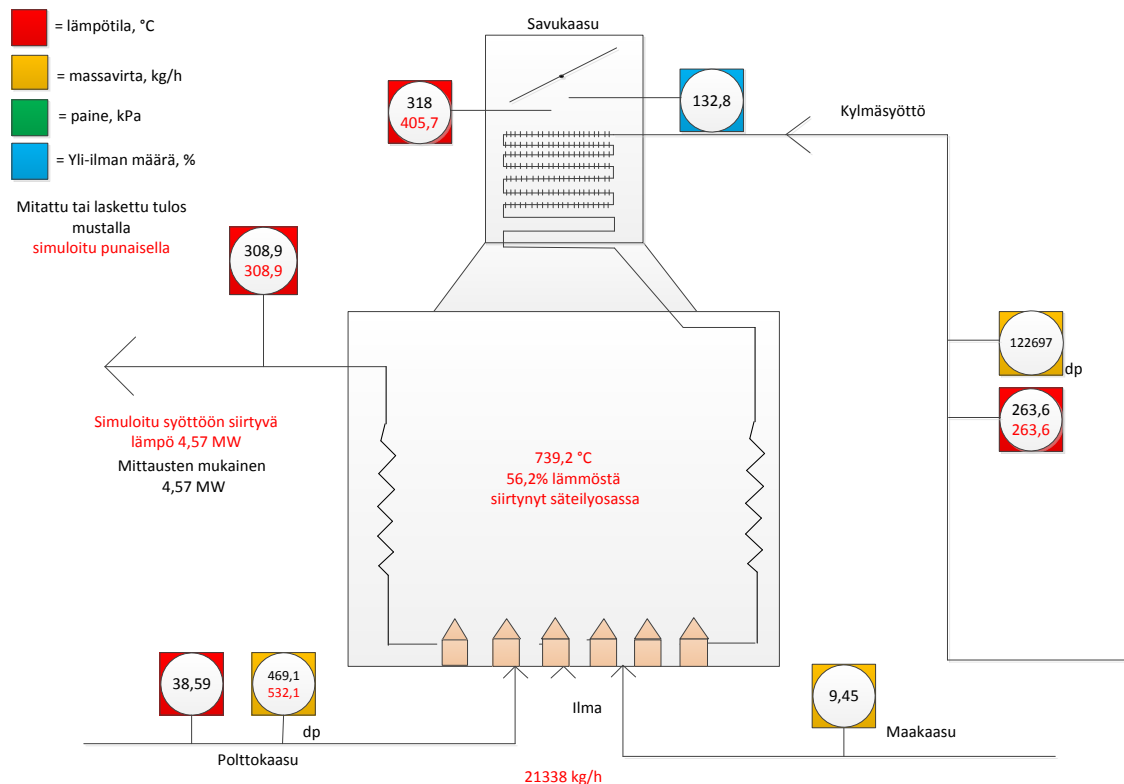 = lämpötila, °C
= massavirta, kg/h
= paine, kPa
= Yli-ilman määrä, %
Mitattu tai laskettu tulos
mustalla
simuloitu punaisella
Savukaasu
318
405,7
132,8
Kylmäsyöttö
308,9
308,9
122697
dp
263,6
263,6
Simuloitu syöttöön siirtyvä
lämpö 4,57 MW
Mittausten mukainen
4,57 MW
739,2 °C
56,2% lämmöstä
siirtynyt säteilyosassa
38,59
469,1
532,1
dp
Polttokaasu
Ilma
9,45
Maakaasu
21338 kg/h